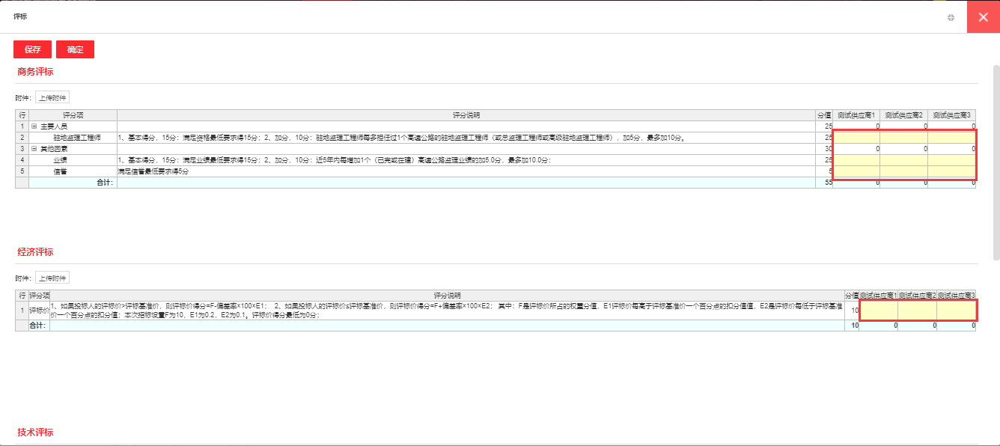 评标
保存 确定
商务评标
附件： 上传附件
行 评分项 评分说明 分值 测试供应商1 测试供应商2 测试供应商3
1 主要人员 25 0 0 0
2 驻地监理工程师 1、基本得分，15分：满足资格最低要求得15分；2、加分，10分：驻地监理工程师每多担任过1个高速公路的驻地监理工程师（或总监理工程师或高级驻地监理工程师），加5分，最多加10分。 25
3 其他因素 30 0 0 0
4 业绩 1、基本得分，15分：满足业绩最低要求得15分；2、加分，10分：近5年内每增加1个（已完或在建）高速公路监理业绩的加5.0分，最多加10.0分； 25
5 信誉 满足信誉最低要求得5分 5
合计： 55 0 0 0
经济评标
附件： 上传附件
行 评分项 评分说明 分值 测试供应商1 测试供应商2 测试供应商3
1 评标价 1、如果投标人的评标价>评标基准价，则评标价得分=F-偏差率×100×E1； 2、如果投标人的评标价≤评标基准价，则评标价得分=F+偏差率×100×E2； 其中：F是评标价所占的权重分值，E1评标价每高于评标基准价一个百分点的扣分值值，E2是评标价每低于评标基准 10
价一个百分点的扣分值；本次招标设置F为10，E1为0.2，E2为0.1。评标价得分最低为0分；
合计： 10 0 0 0
技术评标